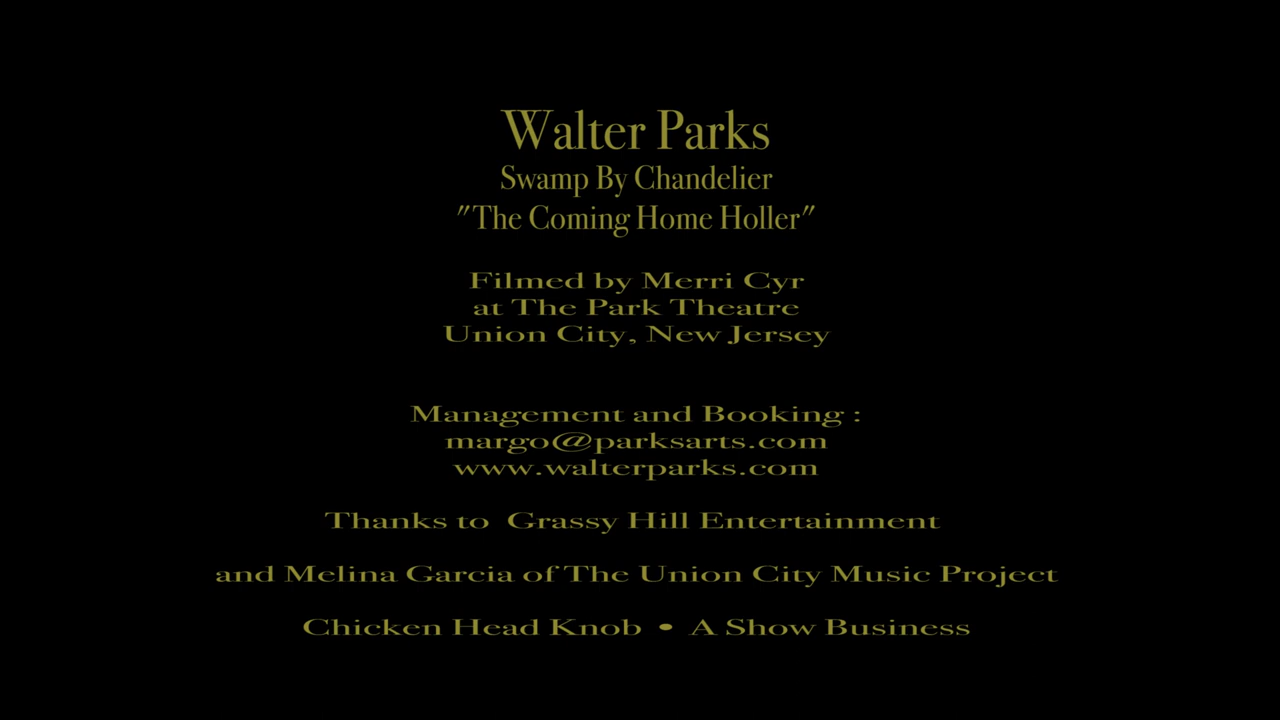 Walter Parks
Swamp By Chandelier
"The Coming Home Holler"
Filmed by Merri Cyr
at The Park Theatre
Union City, New Jersey
Management and Booking :
margo@parksarts.com
www.walterparks.com
Thanks to  Grassy Hill Entertainment
and Melina Garcia of The Union City Music Project
Chicken Head Knob • A Show Business